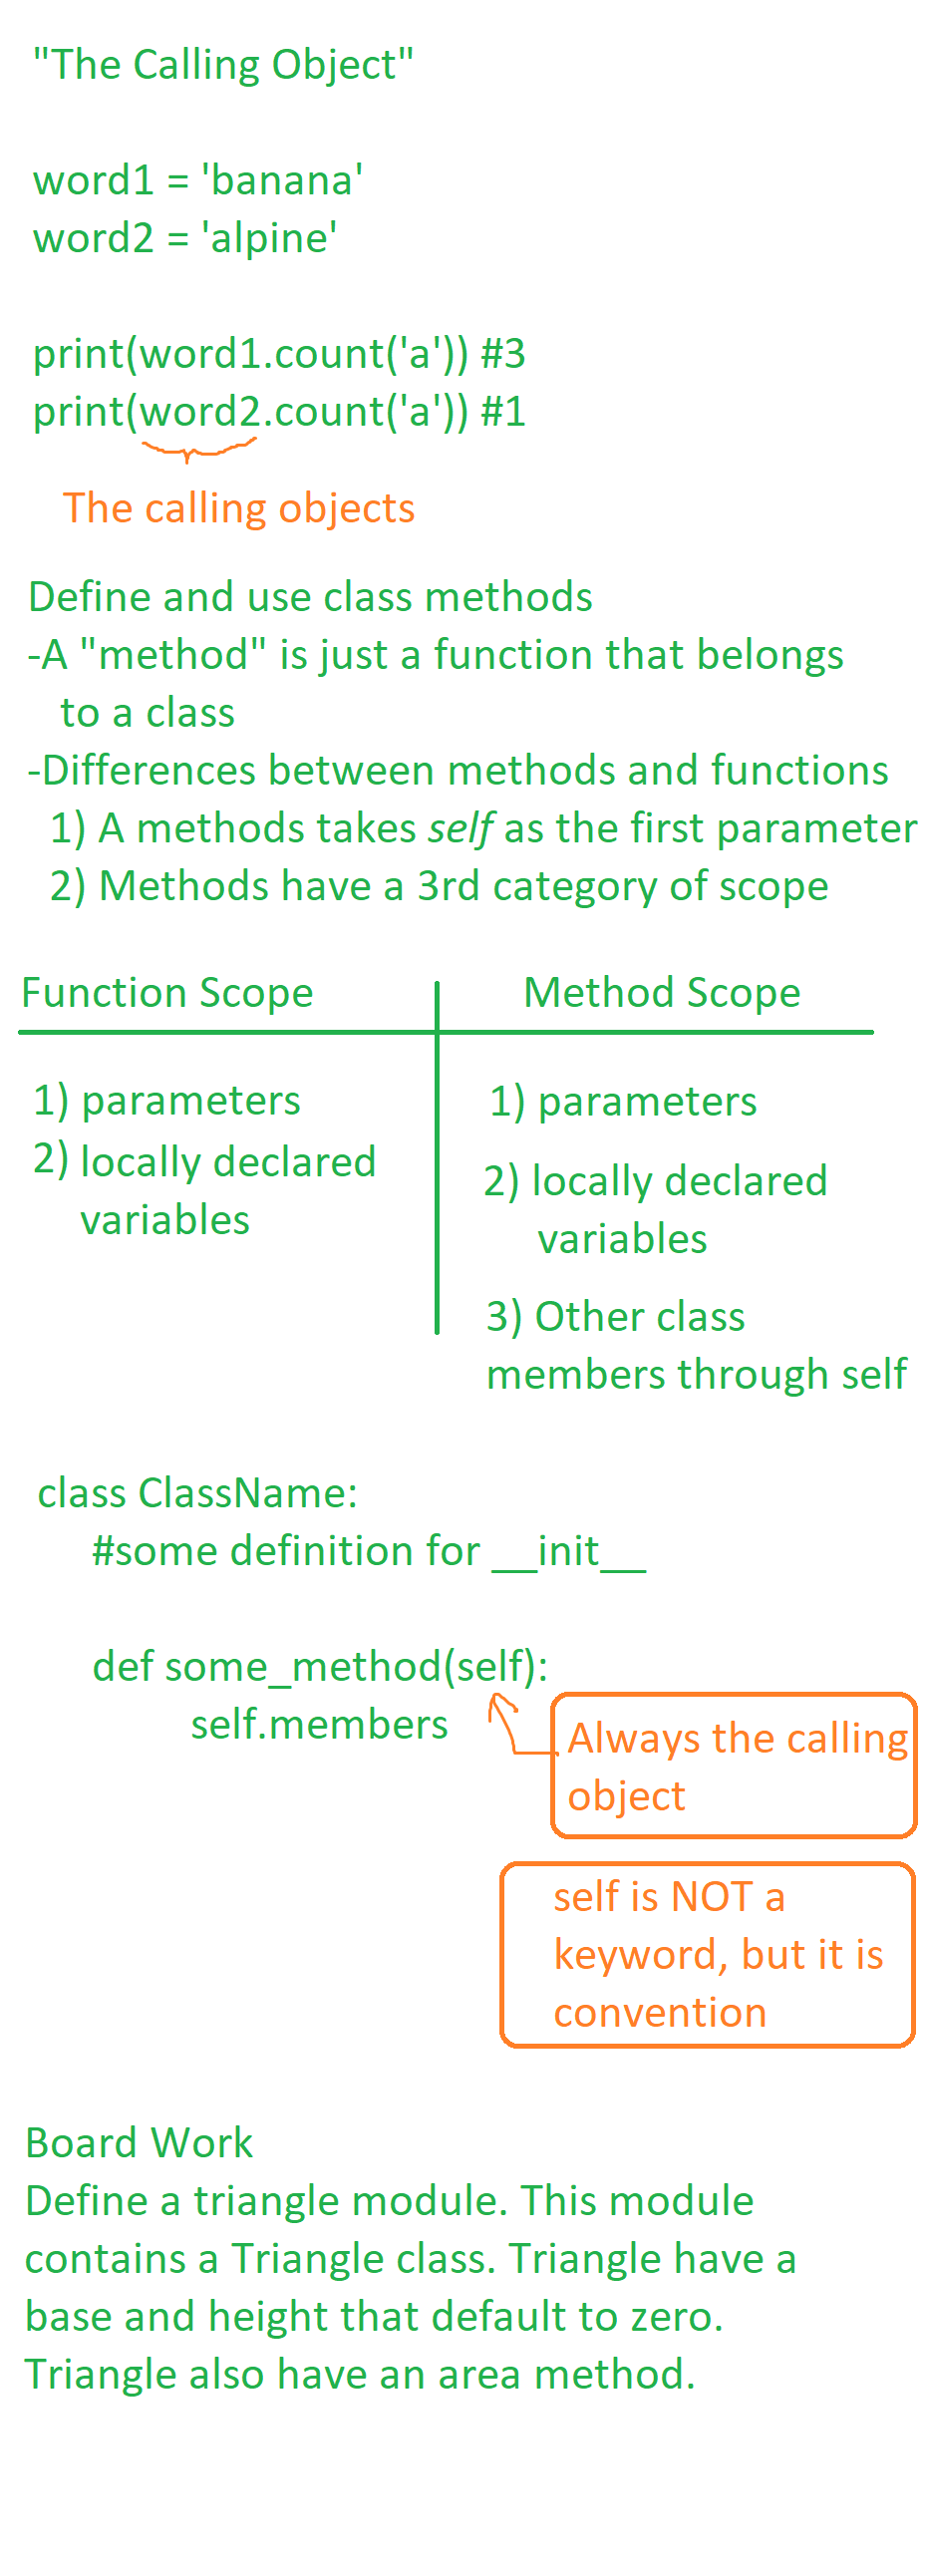 "The Calling Object"
word1 = 'banana'
word2 = 'alpine'
print(word1.count('a')) #3
print(word2.count('a')) #1
The calling objects
Define and use class methods
-A "method" is just a function that belongs
to a class
-Differences between methods and functions
1) A methods takes self as the first parameter
2) Methods have a 3rd category of scope
Function Scope
1) parameters
2) locally declared
variables
Method Scope
1) parameters
2) locally declared
variables
3) Other class
members through self
class ClassName:
#some definition for __init__
def some_method(self):
self.members
Always the calling
object
self is NOT a
keyword, but it is
convention
Board Work
Define a triangle module. This module
contains a Triangle class. Triangle have a
base and height that default to zero.
Triangle also have an area method.